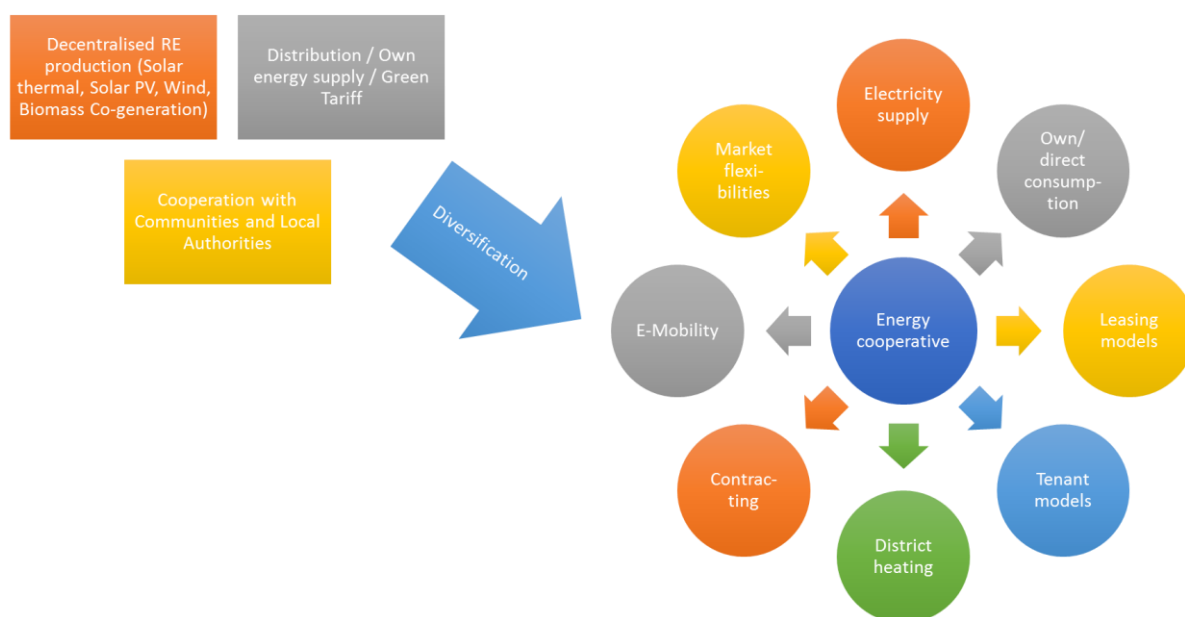 Decentralised RE
production (Solar
thermal, Solar PV, Wind,
Biomass Co-generation)
Distribution / Own
energy supply / Green
Tariff
Cooperation with
Communities and Local
Authorities
Diversification
Electricity
supply
Own/
direct
consump-
tion
Leasing
models
Tenant
models
District
heating
Contrac-
ting
E-Mobility
Market
flexi-
bilities
Energy
cooperative